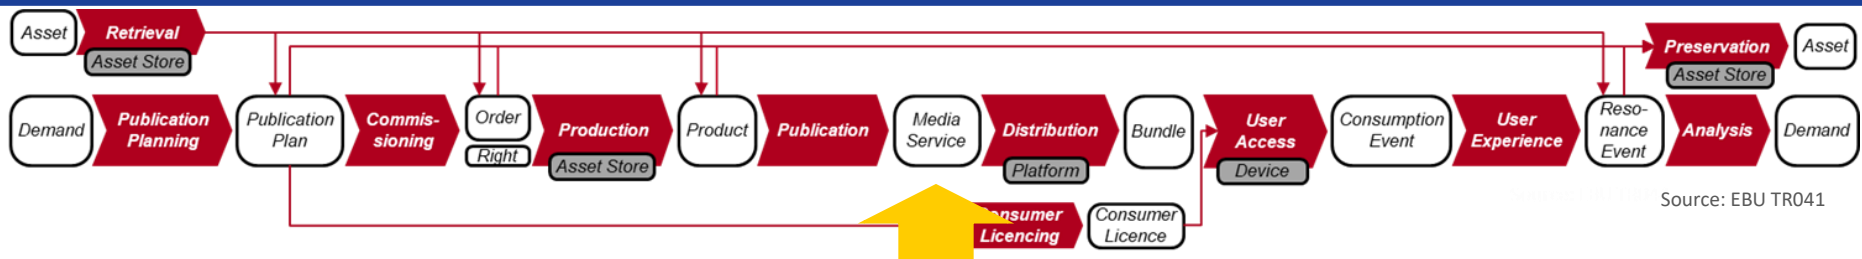 Asset
Retrieval
Asset Store
Preservation
Asset
Asset Store
Demand
Publication
Planning
Publication
Plan
Commis-
sioning
Order
Right
Production
Asset Store
Product
Publication
Media
Service
Distribution
Platform
Bundle
User
Access
Device
Consumption
Event
User
Experience
Reso-
nance
Event
Analysis
Demand
Source: EBU TR041
onsumer
Licencing
Consumer
Licence